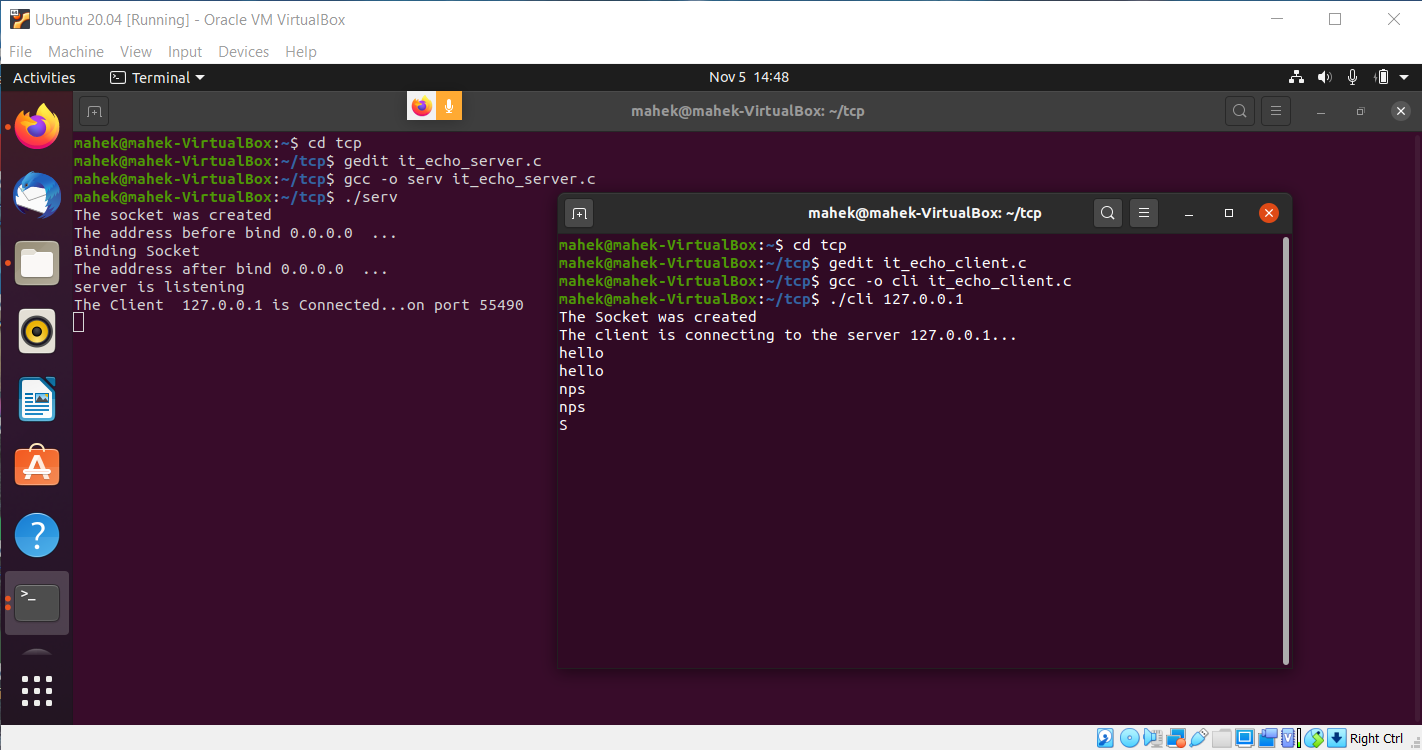 Ubuntu 20.04 [Running] - Oracle VM VirtualBox
File Machine View Input Devices Help
Activities Terminal Nov 5 14:48
mahek@mahek-VirtualBox: ~/tcp
mahek@mahek-VirtualBox:~$ cd tcp
mahek@mahek-VirtualBox:~/tcp$ gedit it_echo_server.c
mahek@mahek-VirtualBox:~/tcp$ gcc -o serv it_echo_server.c
mahek@mahek-VirtualBox:~/tcp$ ./serv
The socket was created
The address before bind 0.0.0.0  ...
Binding Socket
The address after bind 0.0.0.0  ...
server is listening
The Client  127.0.0.1 is Connected...on port 55490
mahek@mahek-VirtualBox: ~/tcp
mahek@mahek-VirtualBox:~$ cd tcp
mahek@mahek-VirtualBox:~/tcp$ gedit it_echo_client.c
mahek@mahek-VirtualBox:~/tcp$ gcc -o cli it_echo_client.c
mahek@mahek-VirtualBox:~/tcp$ ./cli 127.0.0.1
The Socket was created
The client is connecting to the server 127.0.0.1...
hello
hello
nps
nps
S
Right Ctrl